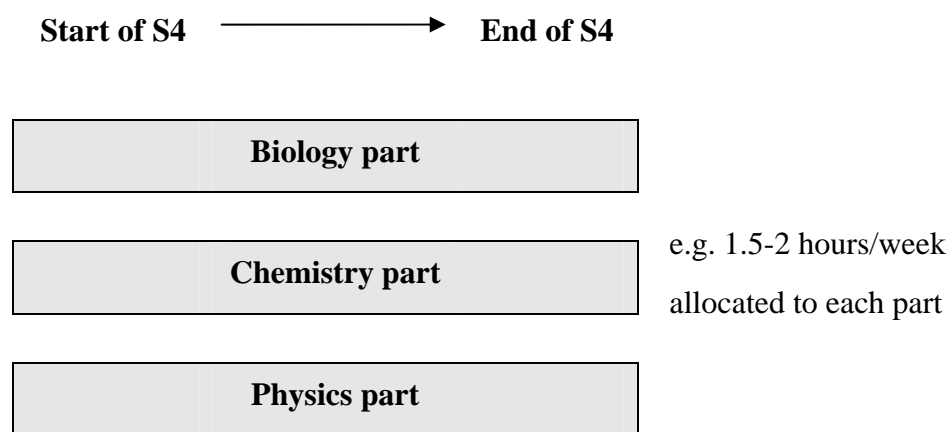 Start of S4 End of S4
Biology part
Chemistry part
e.g. 1.5-2 hours/week
allocated to each part
Physics part